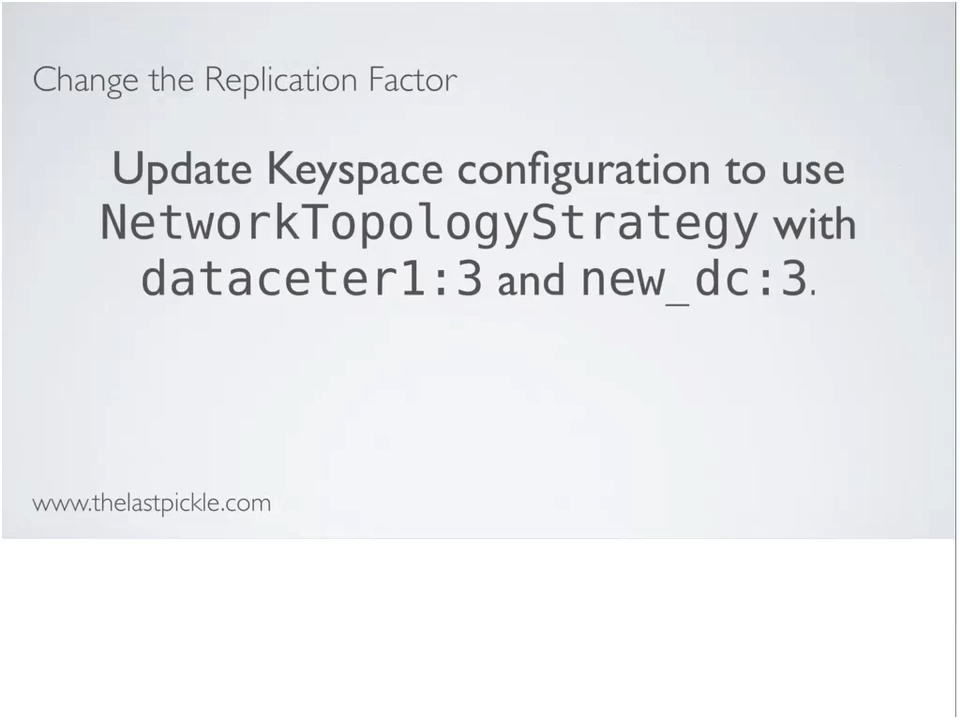 Change the Replication Factor
Update Keyspace configuration to use
NetworkTopologyStrategy with
dataceter1:3 and new_dc:3.
www.thelastpickle.com